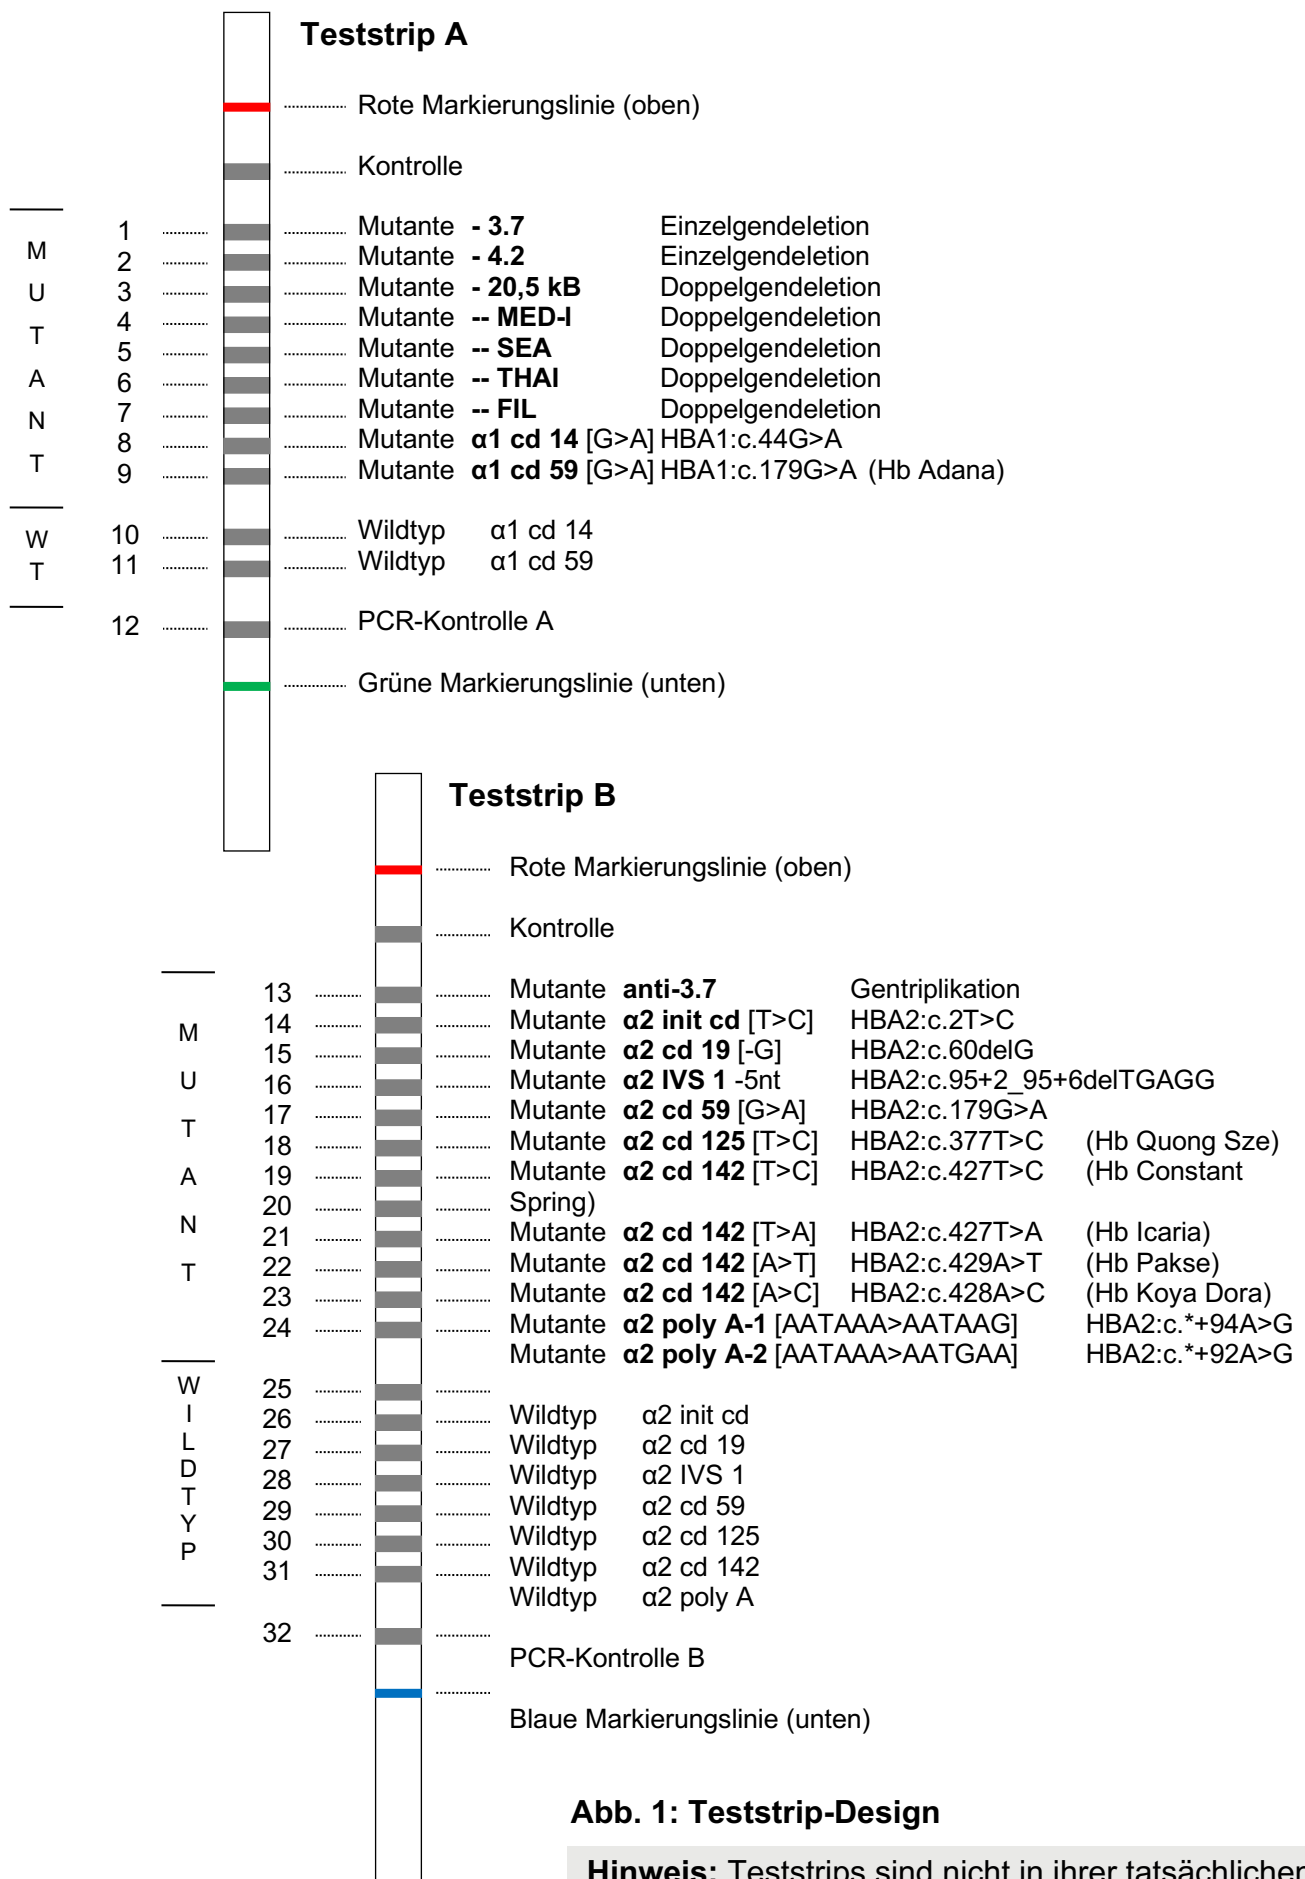 Teststrip A
Rote Markierungslinie (oben)
Kontrolle
MUTANT
1 Mutante - 3.7 Einzelgendeletion
2 Mutante - 4.2 Einzelgendeletion
3 Mutante - 20,5 kB Doppelgendeletion
4 Mutante -- MED-I Doppelgendeletion
5 Mutante -- SEA Doppelgendeletion
6 Mutante -- THAI Doppelgendeletion
7 Mutante -- FIL Doppelgendeletion
8 Mutante α1 cd 14 [G>A] HBA1:c.44G>A
9 Mutante α1 cd 59 [G>A] HBA1:c.179G>A (Hb Adana)
WT
10 Wildtyp α1 cd 14
11 Wildtyp α1 cd 59
12 PCR-Kontrolle A
Grüne Markierungslinie (unten)
Teststrip B
Rote Markierungslinie (oben)
Kontrolle
MUTANT
13 Mutante anti-3.7 Gentriplikation
14 Mutante α2 init cd [T>C] HBA2:c.2T>C
15 Mutante α2 cd 19 [-G] HBA2:c.60delG
16 Mutante α2 IVS 1 -5nt HBA2:c.95+2_95+6delTGAGG
17 Mutante α2 cd 59 [G>A] HBA2:c.179G>A
18 Mutante α2 cd 125 [T>C] HBA2:c.377T>C (Hb Quong Sze)
19 Mutante α2 cd 142 [T>C] HBA2:c.427T>C (Hb Constant
20 Spring)
21 Mutante α2 cd 142 [T>A] HBA2:c.427T>A (Hb Icaria)
22 Mutante α2 cd 142 [A>T] HBA2:c.429A>T (Hb Pakse)
23 Mutante α2 cd 142 [A>C] HBA2:c.428A>C (Hb Koya Dora)
24 Mutante α2 poly A-1 [AATAAA>AATAAG] HBA2:c.*+94A>G
Mutante α2 poly A-2 [AATAAA>AATGAA] HBA2:c.*+92A>G
WILDTYP
25
26 Wildtyp α2 init cd
27 Wildtyp α2 cd 19
28 Wildtyp α2 IVS 1
29 Wildtyp α2 cd 59
30 Wildtyp α2 cd 125
31 Wildtyp α2 cd 142
Wildtyp α2 poly A
32
PCR-Kontrolle B
Blaue Markierungslinie (unten)
Abb. 1: Teststrip-Design
Hinweis: Teststrips sind nicht in ihrer tatsächlichen